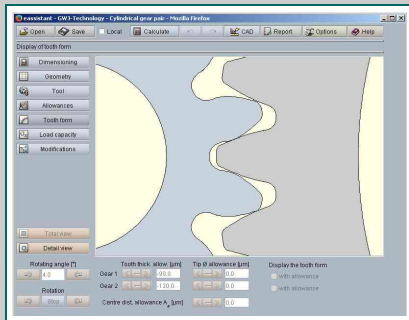 eassistant - GWJ-Technology - Cylindrical gear pair - Mozilla Firefox
Open Save Local Calculate CAD Report Options Help
Display of tooth form
Dimensioning
Geometry
Tool
Allowances
Tooth form
Load capacity
Modifications
Total view
Detail view
Rotating angle [°] Tooth thick. allow. [µm] Tip Ø allowance [µm] Display the tooth form
4.0 Gear 1 -90.0 0.0 with allowance
Rotation Gear 2 -120.0 0.0 with allowance
Stop Centre dist. allowance A [µm] 0.0